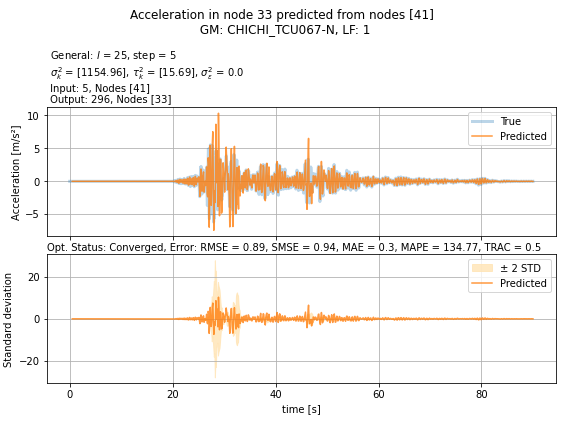 Acceleration in node 33 predicted from nodes [41]
GM: CHICHI_TCU067-N, LF: 1
General: l = 25, step = 5
σ²ₖ = [1154.96], τ²ₖ = [15.69], σ²ε = 0.0
Input: 5, Nodes [41]
Output: 296, Nodes [33]
Acceleration [m/s²]
10
5
0
−5
True
Predicted
Opt. Status: Converged, Error: RMSE = 0.89, SMSE = 0.94, MAE = 0.3, MAPE = 134.77, TRAC = 0.5
Standard deviation
20
0
−20
± 2 STD
Predicted
0 20 40 60 80
time [s]